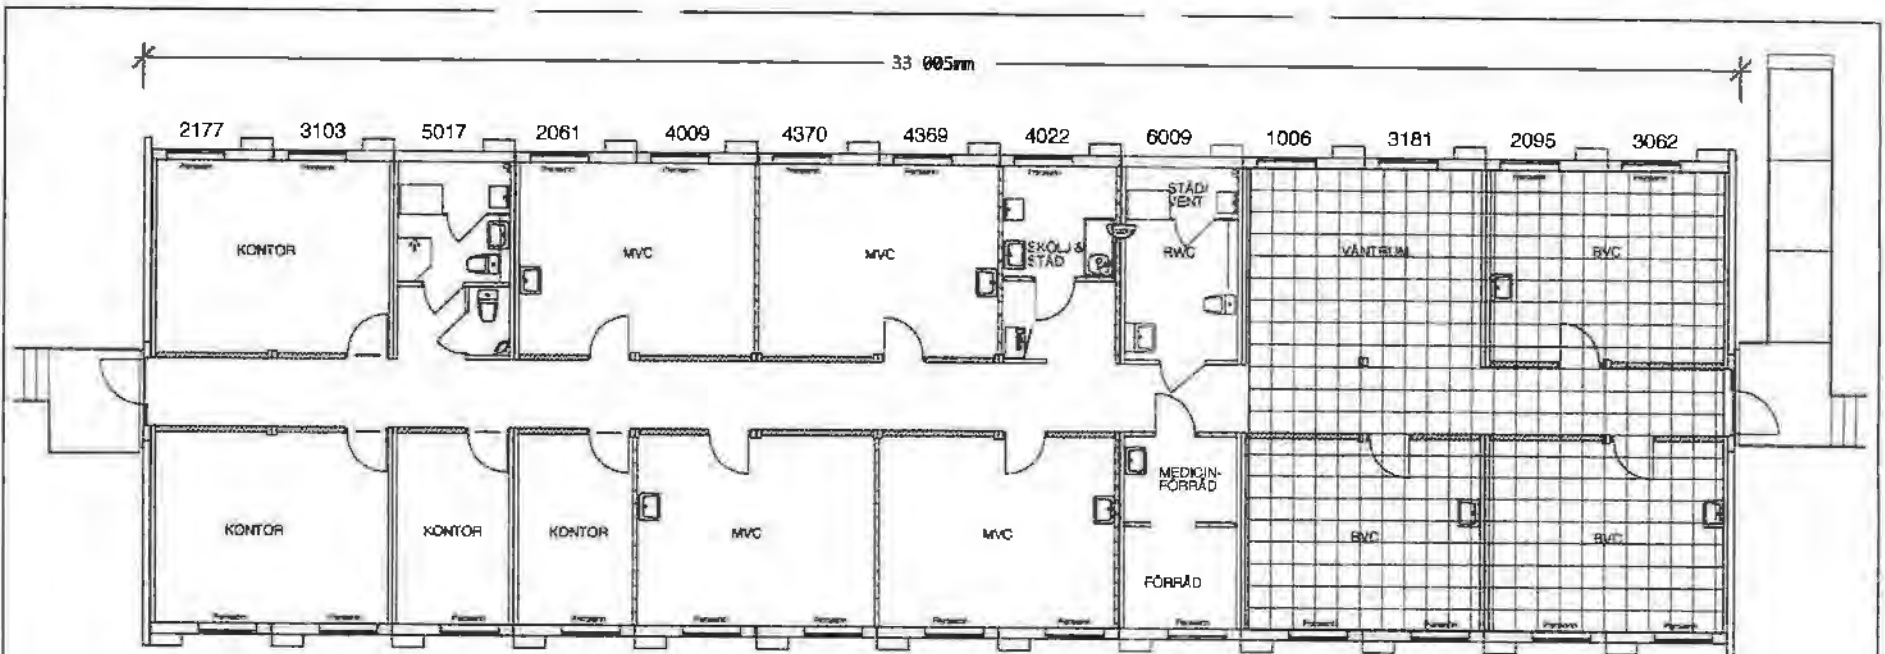 33 005mm
2177 3103 5017 2061 4009 4370 4369 4022 6009 1006 3181 2095 3062
STÄD/
VENT
KONTOR MVC MVC SKÖLJ & STÄD RWC VÄNTRUM BVC
MEDICIN-
FÖRRÅD
KONTOR KONTOR KONTOR MVC MVC BVC BVC
FÖRRÅD